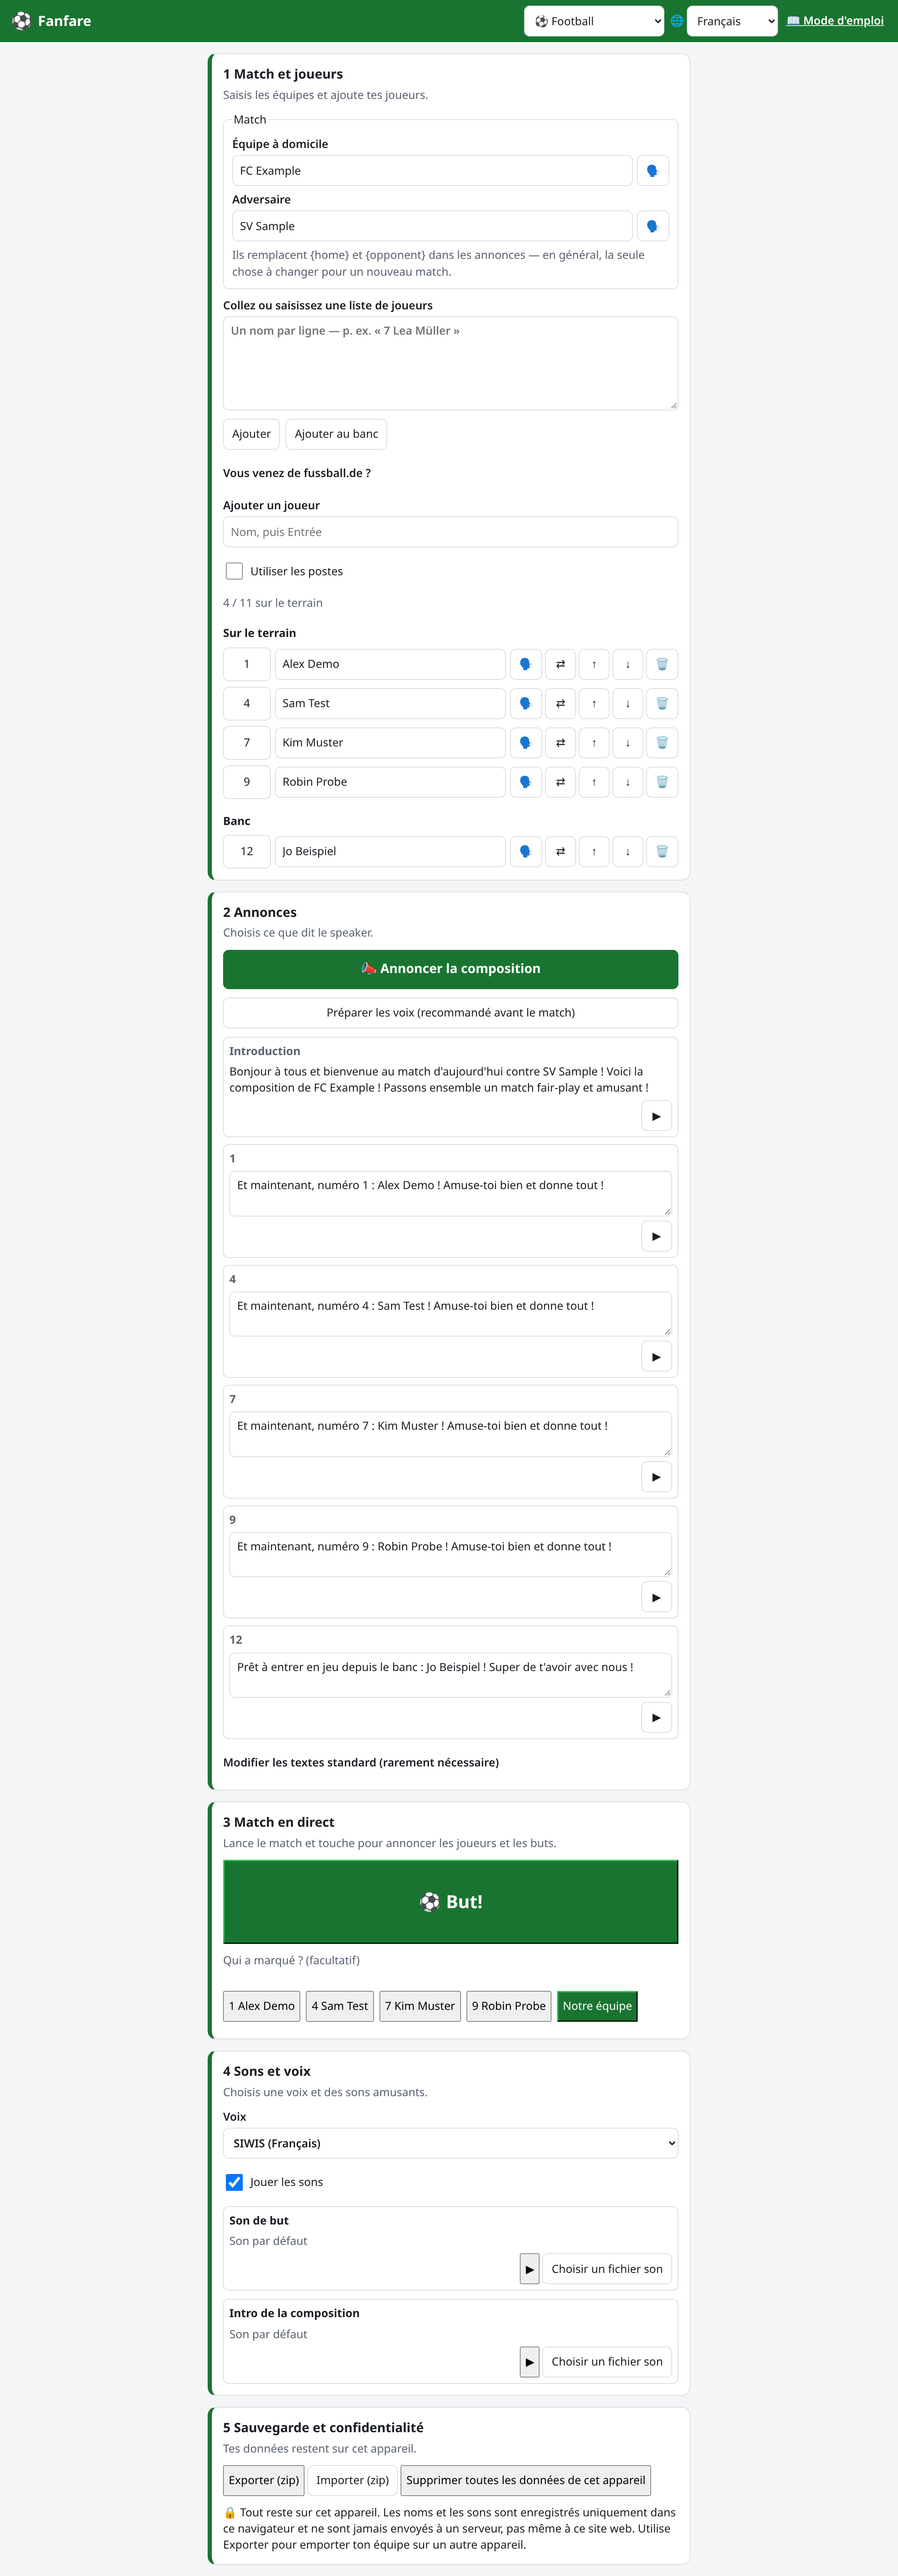 ⚽ Fanfare
⚽ Football
🌐 Français
📖 Mode d'emploi
1 Match et joueurs
Saisis les équipes et ajoute tes joueurs.
Match
Équipe à domicile
FC Example
🗣️
Adversaire
SV Sample
🗣️
Ils remplacent {home} et {opponent} dans les annonces — en général, la seule
chose à changer pour un nouveau match.
Collez ou saisissez une liste de joueurs
Un nom par ligne — p. ex. « 7 Lea Müller »
Ajouter
Ajouter au banc
Vous venez de fussball.de ?
Ajouter un joueur
Nom, puis Entrée
Utiliser les postes
4 / 11 sur le terrain
Sur le terrain
1 Alex Demo 🗣️ ⇄ ↑ ↓ 🗑️
4 Sam Test 🗣️ ⇄ ↑ ↓ 🗑️
7 Kim Muster 🗣️ ⇄ ↑ ↓ 🗑️
9 Robin Probe 🗣️ ⇄ ↑ ↓ 🗑️
Banc
12 Jo Beispiel 🗣️ ⇄ ↑ ↓ 🗑️
2 Annonces
Choisis ce que dit le speaker.
📣 Annoncer la composition
Préparer les voix (recommandé avant le match)
Introduction
Bonjour à tous et bienvenue au match d'aujourd'hui contre SV Sample ! Voici la
composition de FC Example ! Passons ensemble un match fair-play et amusant !
▶
1
Et maintenant, numéro 1 : Alex Demo ! Amuse-toi bien et donne tout !
▶
4
Et maintenant, numéro 4 : Sam Test ! Amuse-toi bien et donne tout !
▶
7
Et maintenant, numéro 7 : Kim Muster ! Amuse-toi bien et donne tout !
▶
9
Et maintenant, numéro 9 : Robin Probe ! Amuse-toi bien et donne tout !
▶
12
Prêt à entrer en jeu depuis le banc : Jo Beispiel ! Super de t'avoir avec nous !
▶
Modifier les textes standard (rarement nécessaire)
3 Match en direct
Lance le match et touche pour annoncer les joueurs et les buts.
⚽ But!
Qui a marqué ? (facultatif)
1 Alex Demo
4 Sam Test
7 Kim Muster
9 Robin Probe
Notre équipe
4 Sons et voix
Choisis une voix et des sons amusants.
Voix
SIWIS (Français)
Jouer les sons
Son de but
Son par défaut
▶ Choisir un fichier son
Intro de la composition
Son par défaut
▶ Choisir un fichier son
5 Sauvegarde et confidentialité
Tes données restent sur cet appareil.
Exporter (zip)
Importer (zip)
Supprimer toutes les données de cet appareil
🔒 Tout reste sur cet appareil. Les noms et les sons sont enregistrés uniquement dans
ce navigateur et ne sont jamais envoyés à un serveur, pas même à ce site web. Utilise
Exporter pour emporter ton équipe sur un autre appareil.